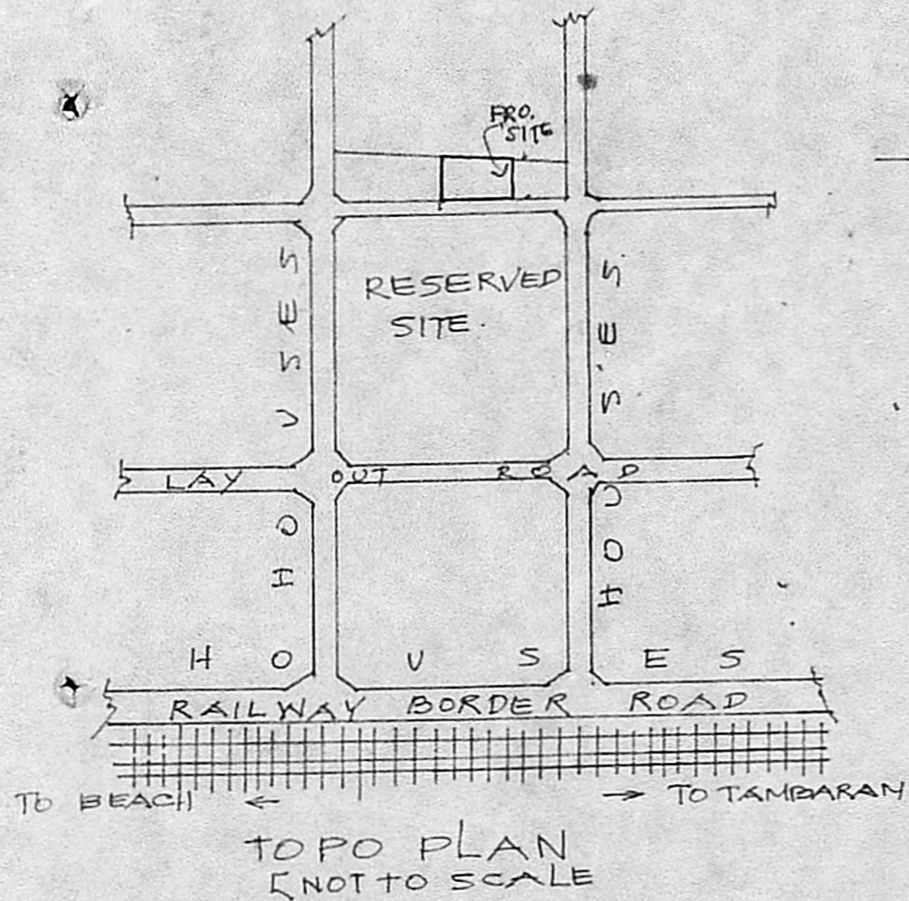 PRO.
SITE
RESERVED
SITE.
HOUSES
HOUSES
LAY OUT ROAD
HOUSES
RAILWAY BORDER ROAD
TO BEACH ← → TO TAMBARAN
TOPO PLAN
[NOT TO SCALE